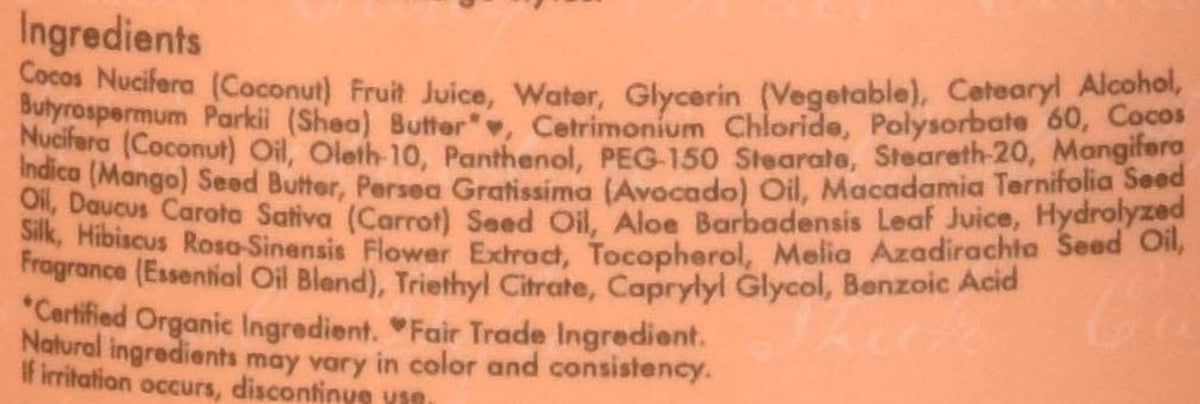 Ingredients
Cocos Nucifera (Coconut) Fruit Juice, Water, Glycerin (Vegetable), Cetearyl Alcohol,
Butyrospermum Parkii (Shea) Butter*♥, Cetrimonium Chloride, Polysorbate 60, Cocos
Nucifera (Coconut) Oil, Oleth-10, Panthenol, PEG-150 Stearate, Steareth-20, Mangifera
Indica (Mango) Seed Butter, Persea Gratissima (Avocado) Oil, Macadamia Ternifolia Seed
Oil, Daucus Carota Sativa (Carrot) Seed Oil, Aloe Barbadensis Leaf Juice, Hydrolyzed
Silk, Hibiscus Rosa-Sinensis Flower Extract, Tocopherol, Melia Azadirachta Seed Oil,
Fragrance (Essential Oil Blend), Triethyl Citrate, Caprylyl Glycol, Benzoic Acid
*Certified Organic Ingredient. ♥Fair Trade Ingredient.
Natural ingredients may vary in color and consistency.
If irritation occurs, discontinue use.
Thick